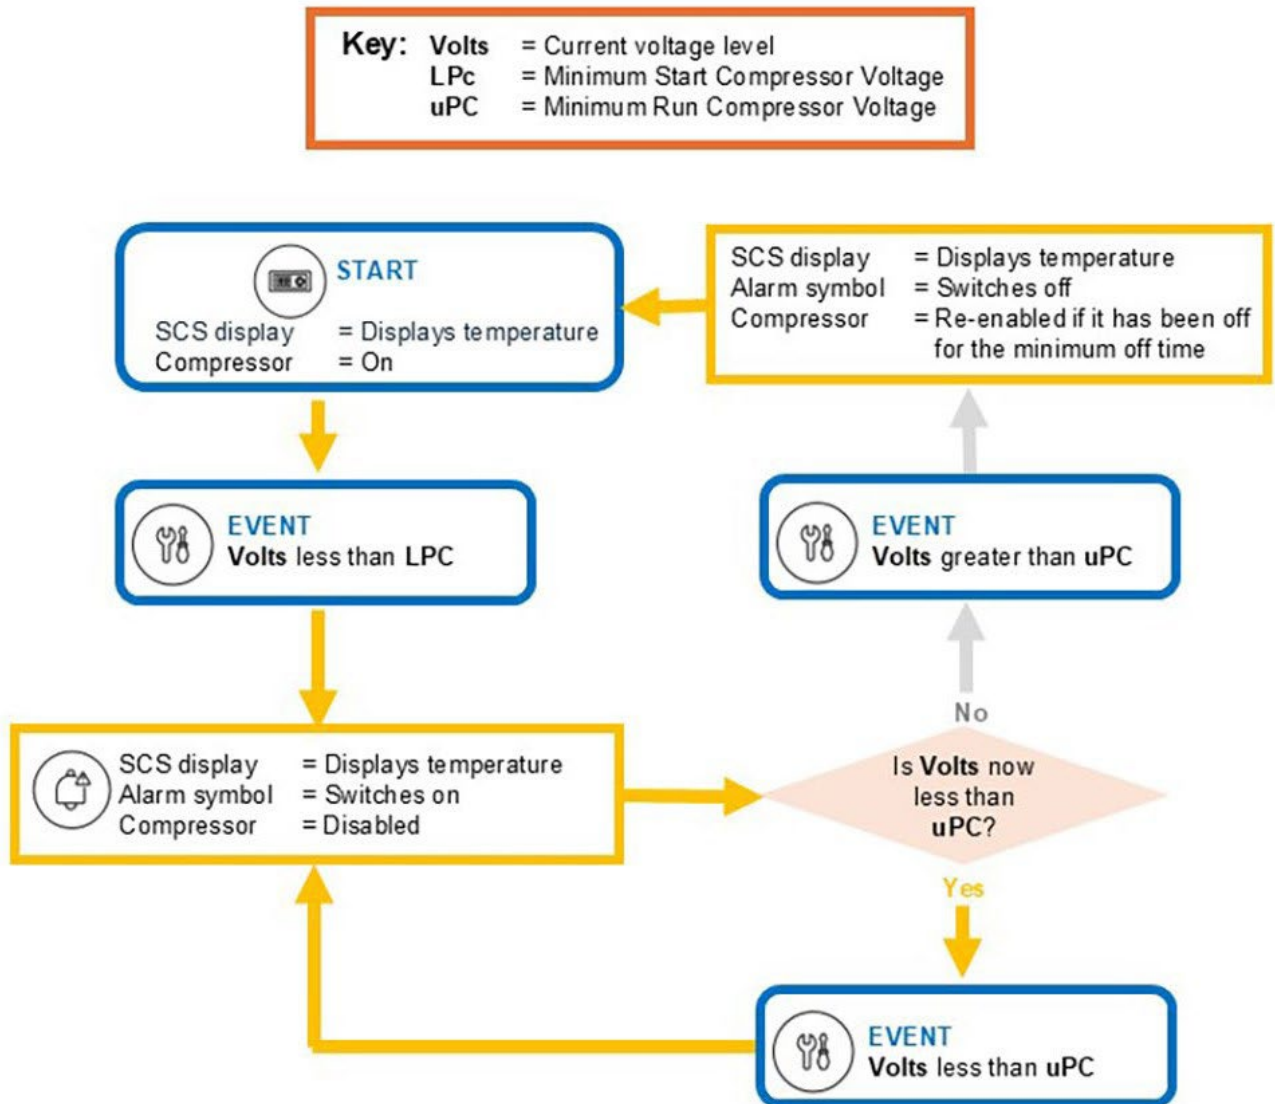 Key: Volts = Current voltage level
LPc = Minimum Start Compressor Voltage
uPC = Minimum Run Compressor Voltage
START
SCS display = Displays temperature
Compressor = On
SCS display = Displays temperature
Alarm symbol = Switches off
Compressor = Re-enabled if it has been off
for the minimum off time
EVENT
Volts less than LPC
EVENT
Volts greater than uPC
No
SCS display = Displays temperature
Alarm symbol = Switches on
Compressor = Disabled
Is Volts now
less than
uPC?
Yes
EVENT
Volts less than uPC